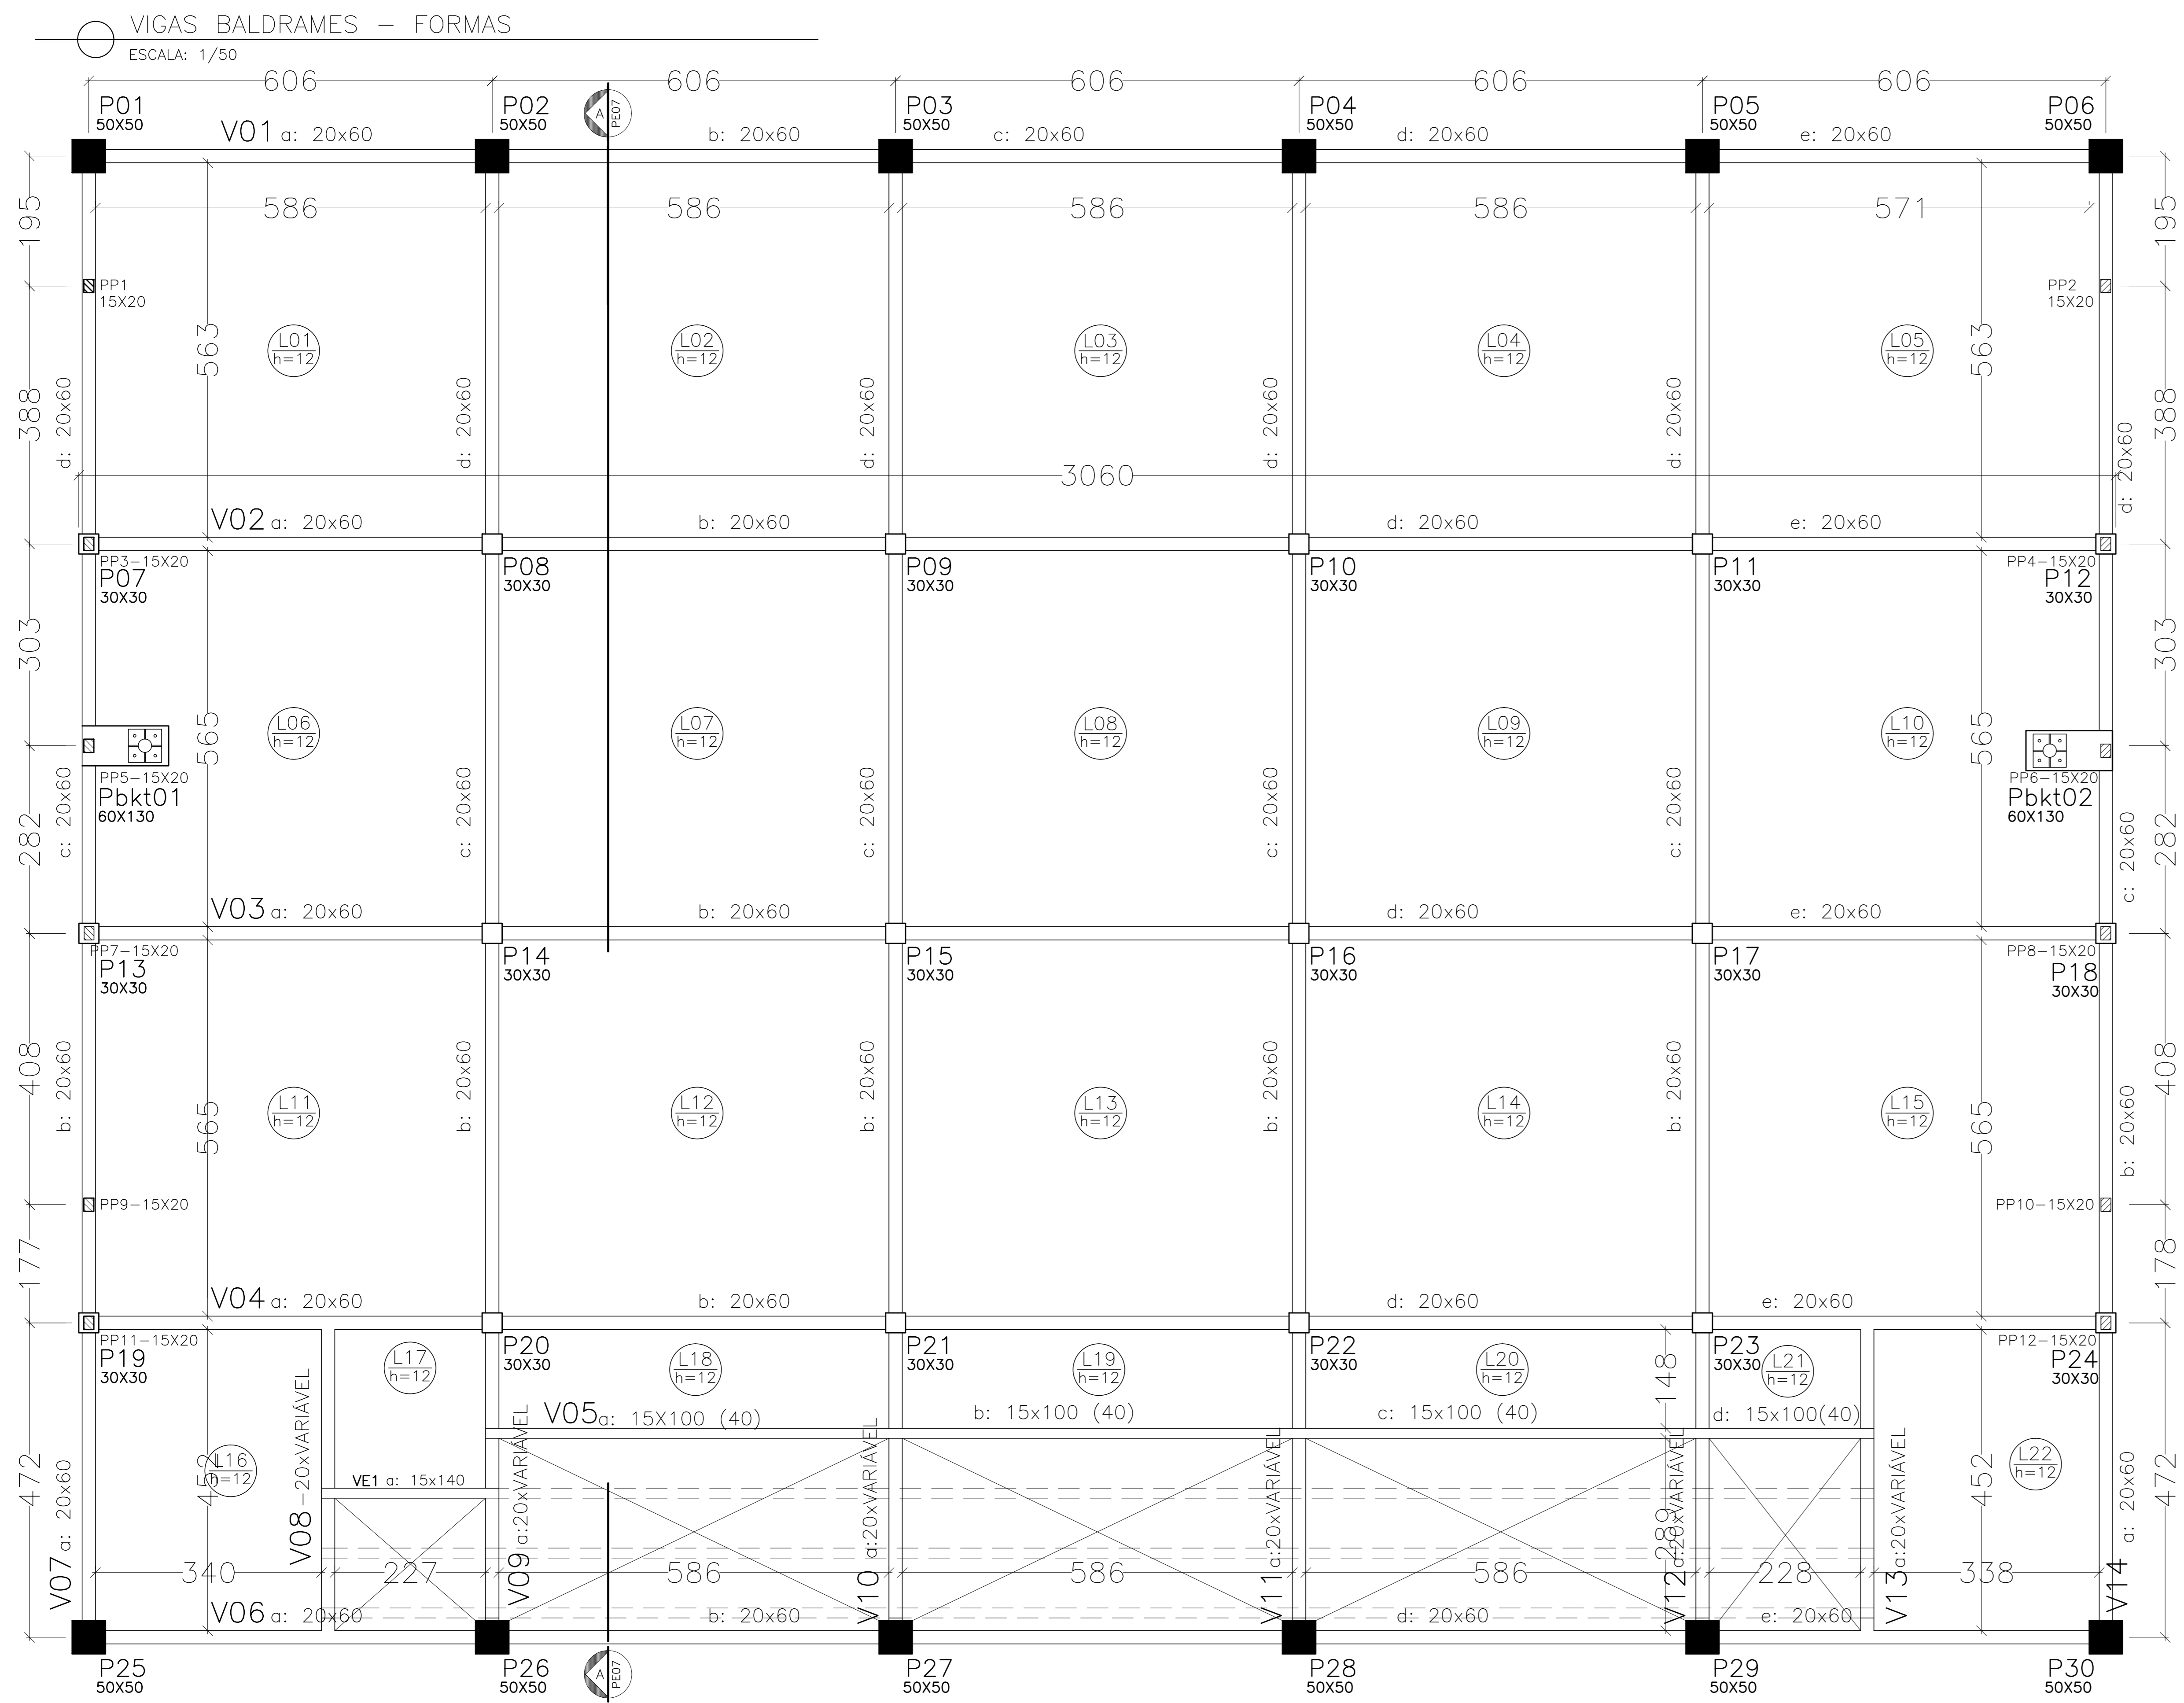 VIGAS BALDRAMES - FORMAS
ESCALA: 1/50
606 606 606 606 606
P01 P02 P03 P04 P05 P06
50X50 50X50 50X50 50X50 50X50 50X50
A PE07
V01 a: 20x60 b: 20x60 c: 20x60 d: 20x60 e: 20x60
195 195
586 586 586 586 571
PP1 PP2
15X20 15X20
563 563
L01 L02 L03 L04 L05
h=12 h=12 h=12 h=12 h=12
388 388
d: 20x60 d: 20x60 d: 20x60 d: 20x60 d: 20x60 d: 20x60
3060
V02 a: 20x60 b: 20x60 d: 20x60 e: 20x60
PP3-15X20 PP4-15X20
P07 P08 P09 P10 P11 P12
30X30 30X30 30X30 30X30 30X30 30X30
303 303
565 565
L06 L07 L08 L09 L10
h=12 h=12 h=12 h=12 h=12
PP5-15X20 PP6-15X20
Pbkt01 Pbkt02
60X130 60X130
282 282
c: 20x60 c: 20x60 c: 20x60 c: 20x60 c: 20x60 c: 20x60
V03 a: 20x60 b: 20x60 d: 20x60 e: 20x60
PP7-15X20 PP8-15X20
P13 P14 P15 P16 P17 P18
30X30 30X30 30X30 30X30 30X30 30X30
408 408
b: 20x60 b: 20x60 b: 20x60 b: 20x60 b: 20x60 b: 20x60
565 565
L11 L12 L13 L14 L15
h=12 h=12 h=12 h=12 h=12
PP9-15X20 PP10-15X20
177 178
V04 a: 20x60 b: 20x60 d: 20x60 e: 20x60
PP11-15X20 PP12-15X20
P19 P20 P21 P22 P23 P24
30X30 30X30 30X30 30X30 30X30 30X30
L17 L18 L19 L20 L21
h=12 h=12 h=12 h=12 h=12
148
V05 a: 15X100 (40) b: 15x100 (40) c: 15x100 (40) d: 15x100(40)
L16 L22
h=12 h=12
VE1 a: 15x140
472 452 452 472
289
V07 a: 20x60
V08-20xVARIÁVEL
V09 a:20xVARIÁVEL
V10 a:20xVARIÁVEL
V11 a:20xVARIÁVEL
V12 a:20xVARIÁVEL
V13 a:20xVARIÁVEL
V14 a: 20x60
340 227 586 586 586 228 338
V06 a: 20x60 b: 20x60 d: 20x60 e: 20x60
P25 P26 P27 P28 P29 P30
50X50 50X50 50X50 50X50 50X50 50X50
A PE07